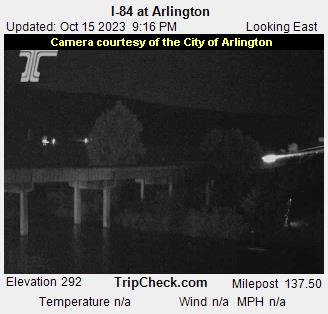 I-84 at Arlington
Updated: Oct 15 2023 9:16 PM Looking East
Camera courtesy of the City of Arlington
Elevation 292 TripCheck.com Milepost 137.50
Temperature n/a Wind n/a MPH n/a